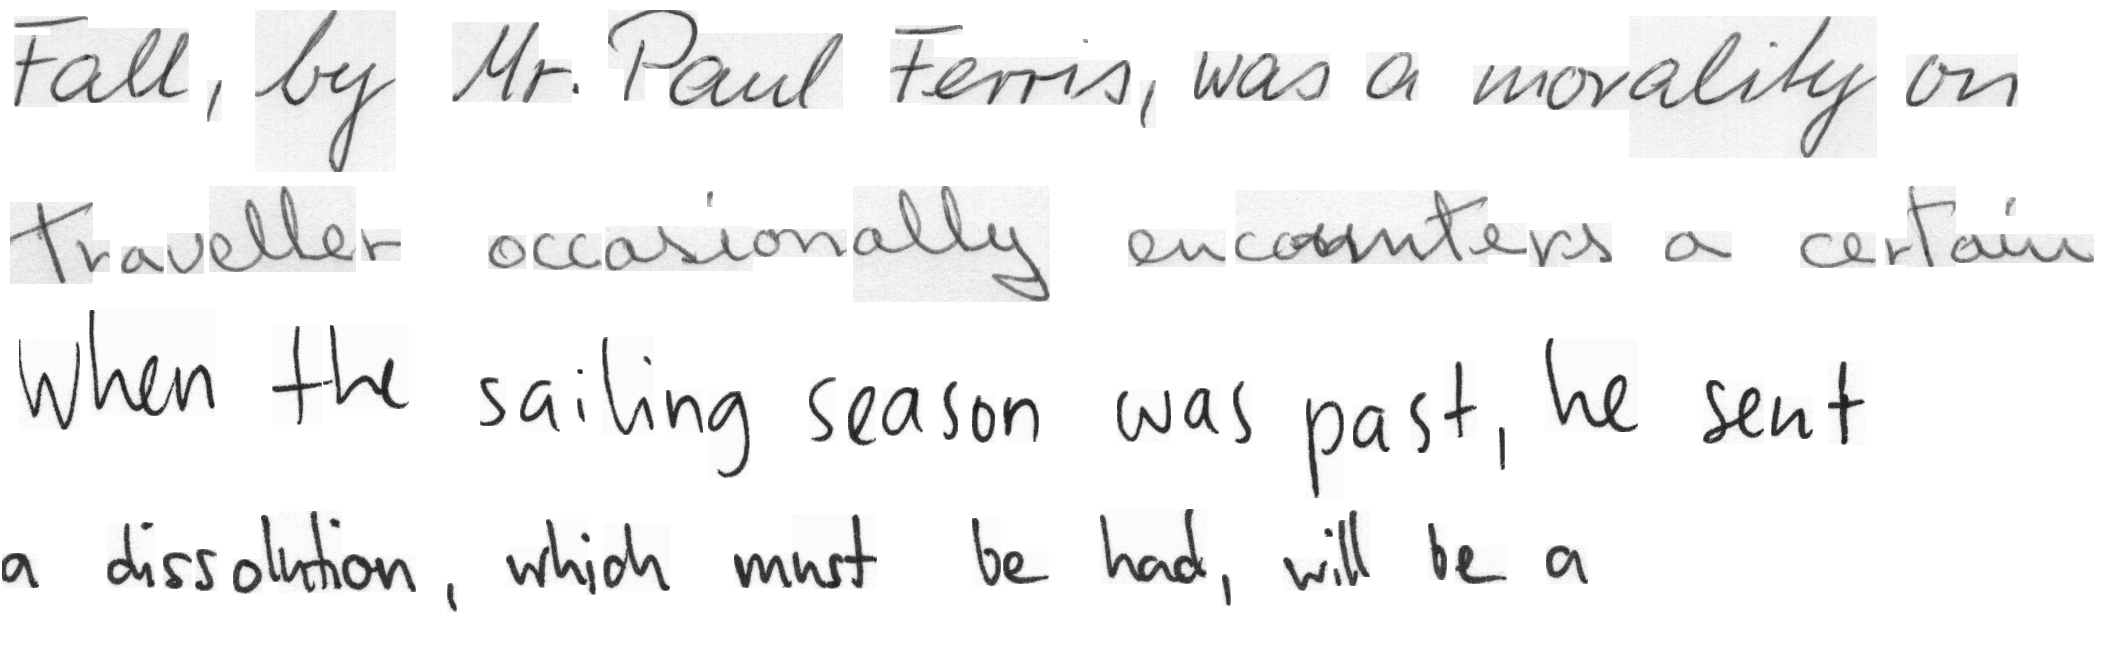 Fall, by Mr. Paul Ferris, was a morality on
traveller occasionally encounters a certain
When the sailing season was past, he sent
a dissolution, which must be had, will be a